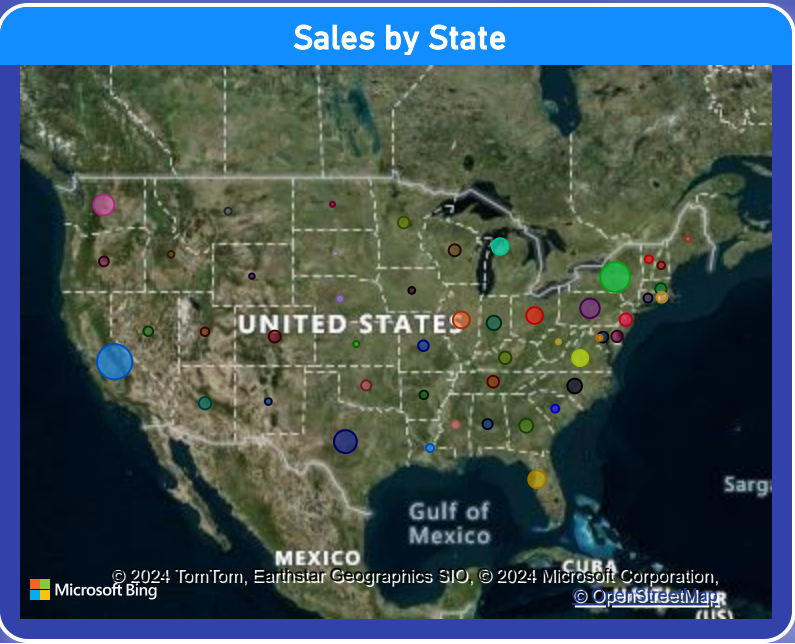 Sales by State
UNITED STATES
Gulf of
Mexico
MEXICO
CUBA
© 2024 TomTom, Earthstar Geographics SIO, © 2024 Microsoft Corporation,
Microsoft Bing
© OpenStreetMap
(US)